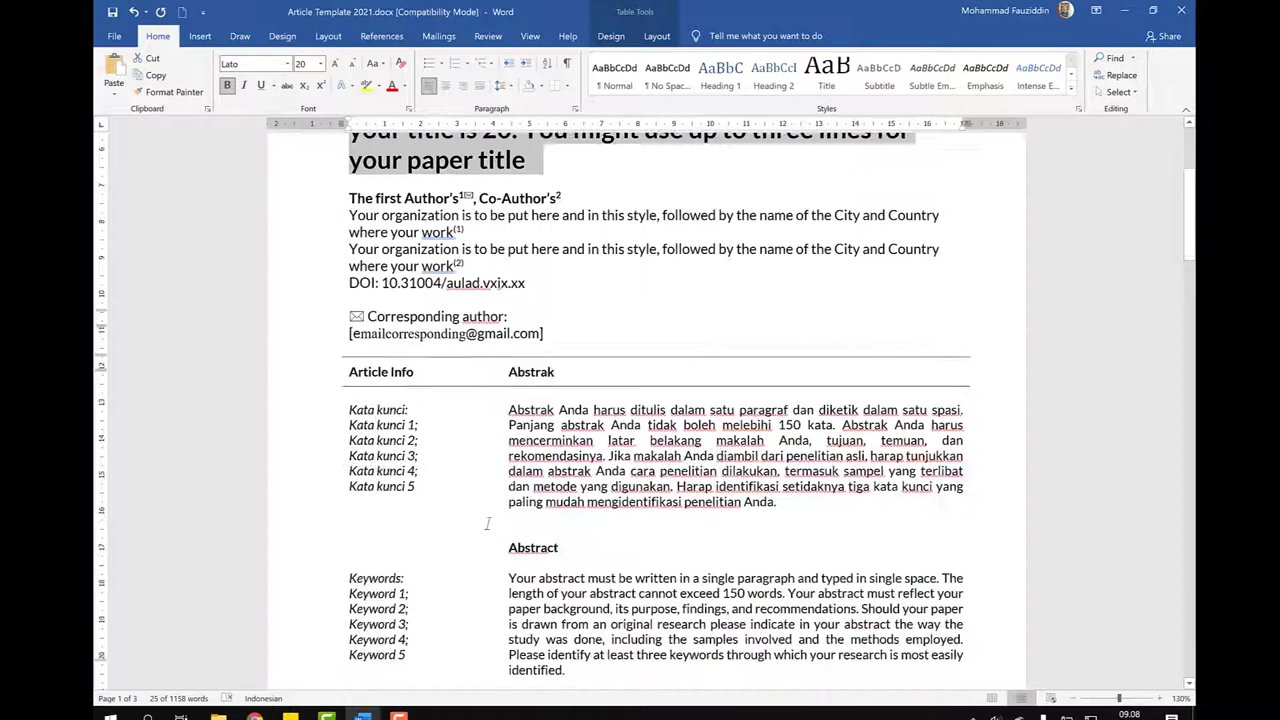 Article Template 2021.docx [Compatibility Mode] - Word
Table Tools
Mohammad Fauziddin
File Home Insert Draw Design Layout References Mailings Review View Help Design Layout Tell me what you want to do Share
Paste
Cut
Copy
Format Painter
Clipboard
Lato 20
Font
Paragraph
AaBbCcDd AaBbCcDd AaBbC AaBbCcI AaB AaBbCcD AaBbCcDd AaBbCcDd AaBbCcDd
¶ Normal ¶ No Spac... Heading 1 Heading 2 Title Subtitle Subtle Em... Emphasis Intense E...
Styles
Find
Replace
Select
Editing
your title is 20. You might use up to three lines for
your paper title
The first Author's1✉, Co-Author's2
Your organization is to be put here and in this style, followed by the name of the City and Country
where your work(1)
Your organization is to be put here and in this style, followed by the name of the City and Country
where your work(2)
DOI: 10.31004/aulad.vxix.xx
✉ Corresponding author:
[emailcorresponding@gmail.com]
Article Info
Abstrak
Kata kunci:
Kata kunci 1;
Kata kunci 2;
Kata kunci 3;
Kata kunci 4;
Kata kunci 5
Abstrak Anda harus ditulis dalam satu paragraf dan diketik dalam satu spasi.
Panjang abstrak Anda tidak boleh melebihi 150 kata. Abstrak Anda harus
mencerminkan latar belakang makalah Anda, tujuan, temuan, dan
rekomendasinya. Jika makalah Anda diambil dari penelitian asli, harap tunjukkan
dalam abstrak Anda cara penelitian dilakukan, termasuk sampel yang terlibat
dan metode yang digunakan. Harap identifikasi setidaknya tiga kata kunci yang
paling mudah mengidentifikasi penelitian Anda.
Abstract
Keywords:
Keyword 1;
Keyword 2;
Keyword 3;
Keyword 4;
Keyword 5
Your abstract must be written in a single paragraph and typed in single space. The
length of your abstract cannot exceed 150 words. Your abstract must reflect your
paper background, its purpose, findings, and recommendations. Should your paper
is drawn from an original research please indicate in your abstract the way the
study was done, including the samples involved and the methods employed.
Please identify at least three keywords through which your research is most easily
identified.
Page 1 of 3 25 of 1158 words Indonesian 130%
09.08